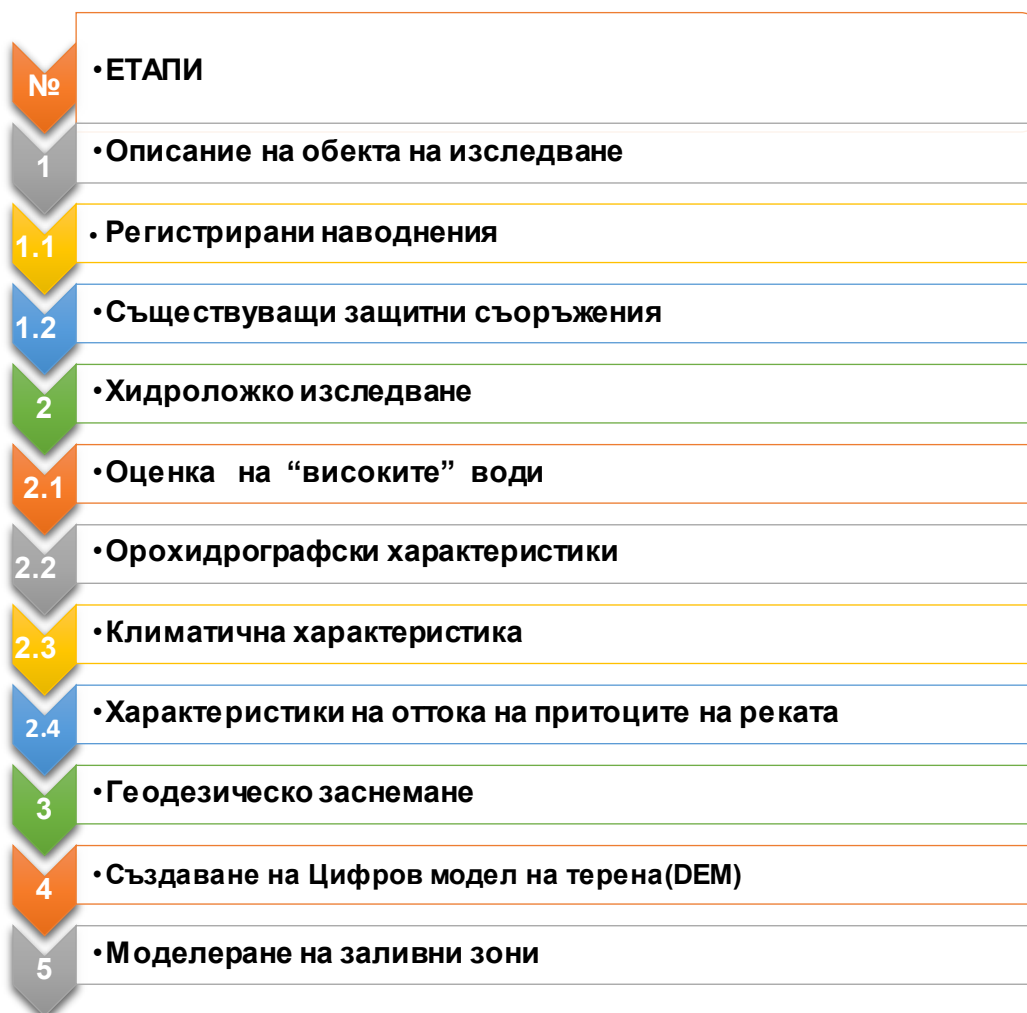 № •ЕТАПИ
1 •Описание на обекта на изследване
1.1 • Регистрирани наводнения
1.2 •Съществуващи защитни съоръжения
2 •Хидроложко изследване
2.1 •Оценка на “високите” води
2.2 •Орохидрографски характеристики
2.3 •Климатична характеристика
2.4 •Характеристики на оттока на притоците на реката
3 •Геодезическо заснемане
4 •Създаване на Цифров модел на терена(DEM)
5 •Моделеране на заливни зони